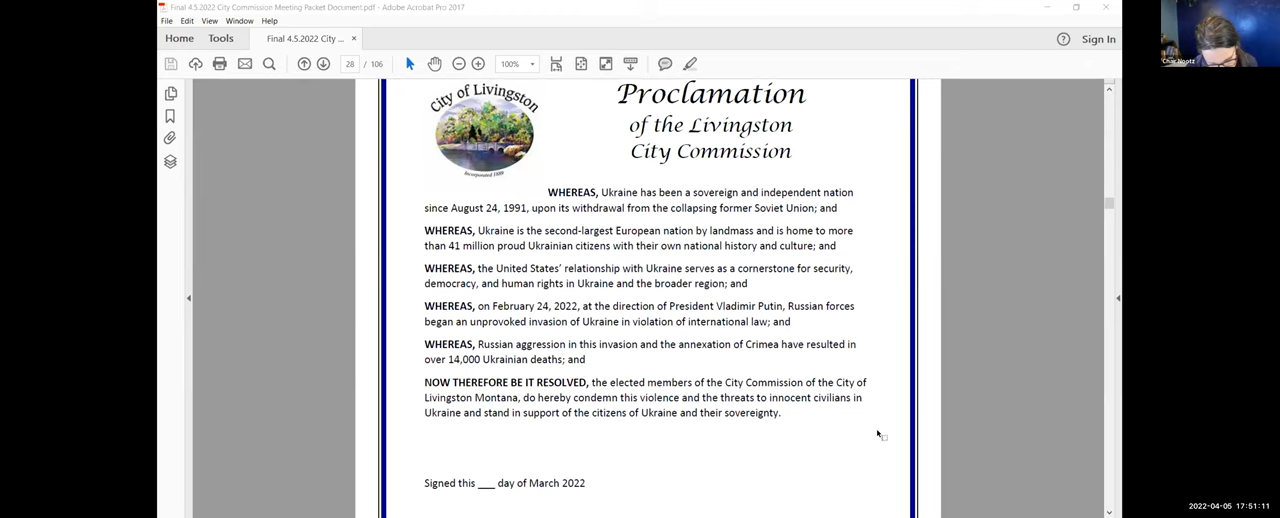 Final 4.5.2022 City Commission Meeting Packet Document.pdf - Adobe Acrobat Pro 2017
File Edit View Window Help
Home Tools Final 4.5.2022 City ... × Sign In
28 / 106 100%
Chair Nootz
City of Livingston
Incorporated 1889
Proclamation
of the Livingston
City Commission
WHEREAS, Ukraine has been a sovereign and independent nation
since August 24, 1991, upon its withdrawal from the collapsing former Soviet Union; and
WHEREAS, Ukraine is the second-largest European nation by landmass and is home to more
than 41 million proud Ukrainian citizens with their own national history and culture; and
WHEREAS, the United States’ relationship with Ukraine serves as a cornerstone for security,
democracy, and human rights in Ukraine and the broader region; and
WHEREAS, on February 24, 2022, at the direction of President Vladimir Putin, Russian forces
began an unprovoked invasion of Ukraine in violation of international law; and
WHEREAS, Russian aggression in this invasion and the annexation of Crimea have resulted in
over 14,000 Ukrainian deaths; and
NOW THEREFORE BE IT RESOLVED, the elected members of the City Commission of the City of
Livingston Montana, do hereby condemn this violence and the threats to innocent civilians in
Ukraine and stand in support of the citizens of Ukraine and their sovereignty.
Signed this ___ day of March 2022
2022-04-05 17:51:11